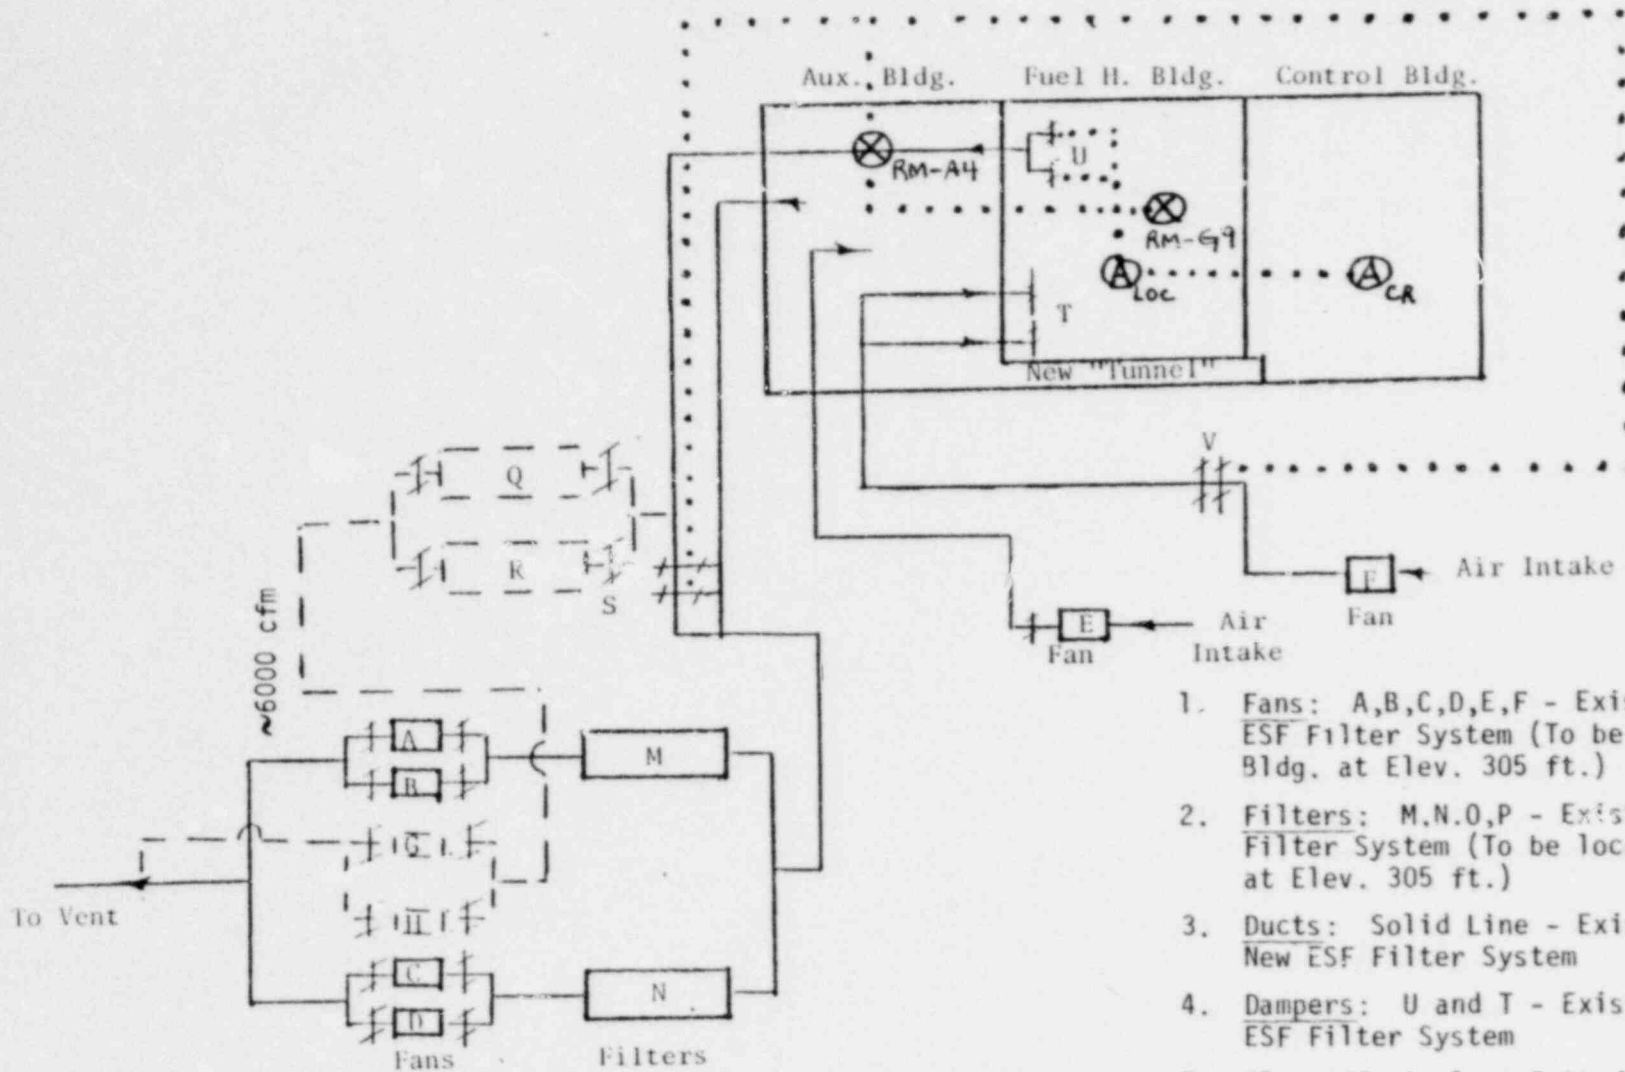 Aux. Bldg. Fuel H. Bldg. Control Bldg.
U
RM-A4
RM-G9
A
LOC
A
CR
T
New "Tunnel"
V
Q
R
S
F
Air Intake
Fan
E
Air
Intake
Fan
~6000 cfm
A
B
M
G
H
To Vent
C
D
N
Fans
Filters
1. Fans: A,B,C,D,E,F - Exis
ESF Filter System (To be
Bldg. at Elev. 305 ft.)
2. Filters: M.N.O,P - Exis
Filter System (To be loc
at Elev. 305 ft.)
3. Ducts: Solid Line - Exi
New ESF Filter System
4. Dampers: U and T - Exis
ESF Filter System